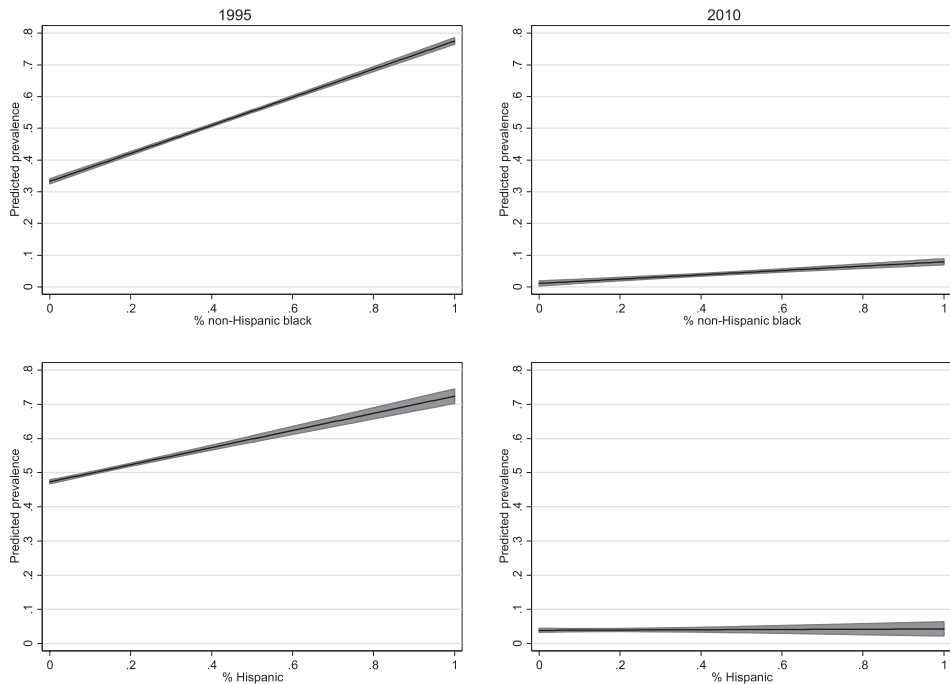 1995
2010
Predicted prevalence
0 .1 .2 .3 .4 .5 .6 .7 .8
0 .2 .4 .6 .8 1
% non-Hispanic black
Predicted prevalence
0 .1 .2 .3 .4 .5 .6 .7 .8
0 .2 .4 .6 .8 1
% non-Hispanic black
Predicted prevalence
0 .1 .2 .3 .4 .5 .6 .7 .8
0 .2 .4 .6 .8 1
% Hispanic
Predicted prevalence
0 .1 .2 .3 .4 .5 .6 .7 .8
0 .2 .4 .6 .8 1
% Hispanic